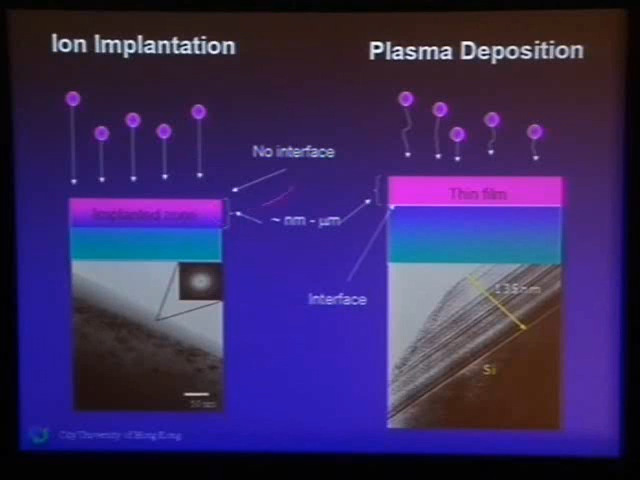 Ion Implantation
Plasma Deposition
No interface
Implanted zone
Thin film
~ nm - μm
Interface
Si
City University of Hong Kong